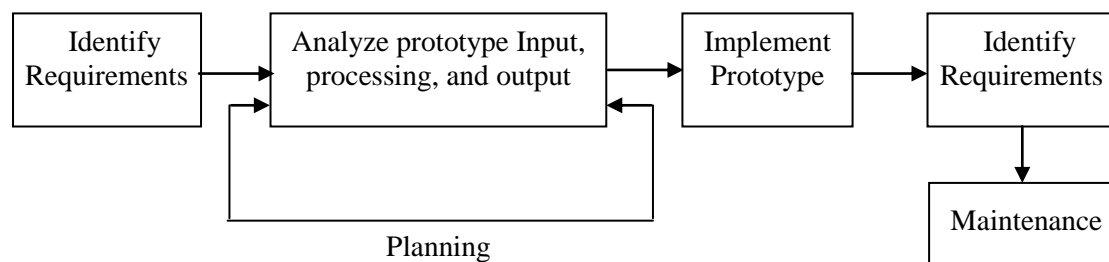 Identify
Requirements
Analyze prototype Input,
processing, and output
Implement
Prototype
Identify
Requirements
Planning
Maintenance